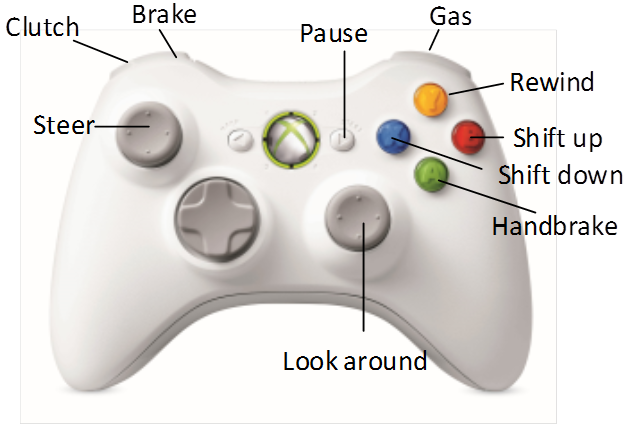 Clutch
Brake
Pause
Gas
Rewind
Steer
Shift up
Shift down
Handbrake
Look around